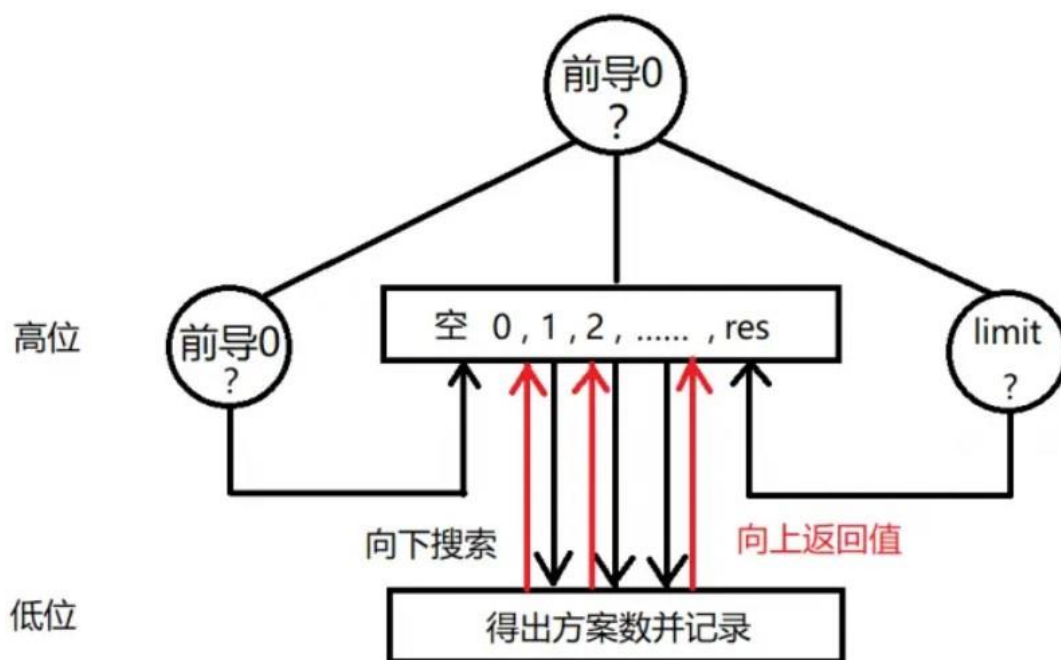 前导0
?
高位
前导0
?
空 0 , 1 , 2 , …… , res
limit
?
向下搜索
向上返回值
低位
得出方案数并记录